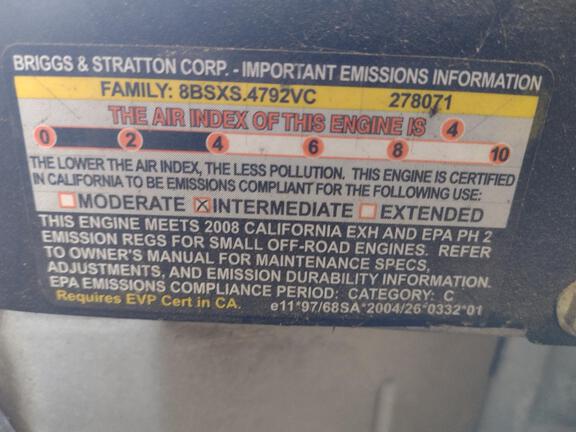 BRIGGS & STRATTON CORP. - IMPORTANT EMISSIONS INFORMATION
FAMILY: 8BSXS.4792VC 278071
THE AIR INDEX OF THIS ENGINE IS 4
0 2 4 6 8 10
THE LOWER THE AIR INDEX, THE LESS POLLUTION. THIS ENGINE IS CERTIFIED
IN CALIFORNIA TO BE EMISSIONS COMPLIANT FOR THE FOLLOWING USE:
☐ MODERATE ☒ INTERMEDIATE ☐ EXTENDED
THIS ENGINE MEETS 2008 CALIFORNIA EXH AND EPA PH 2
EMISSION REGS FOR SMALL OFF-ROAD ENGINES. REFER
TO OWNER'S MANUAL FOR MAINTENANCE SPECS,
ADJUSTMENTS, AND EMISSION DURABILITY INFORMATION.
EPA EMISSIONS COMPLIANCE PERIOD: CATEGORY: C
Requires EVP Cert in CA. e11*97/68SA*2004/26*0332*01